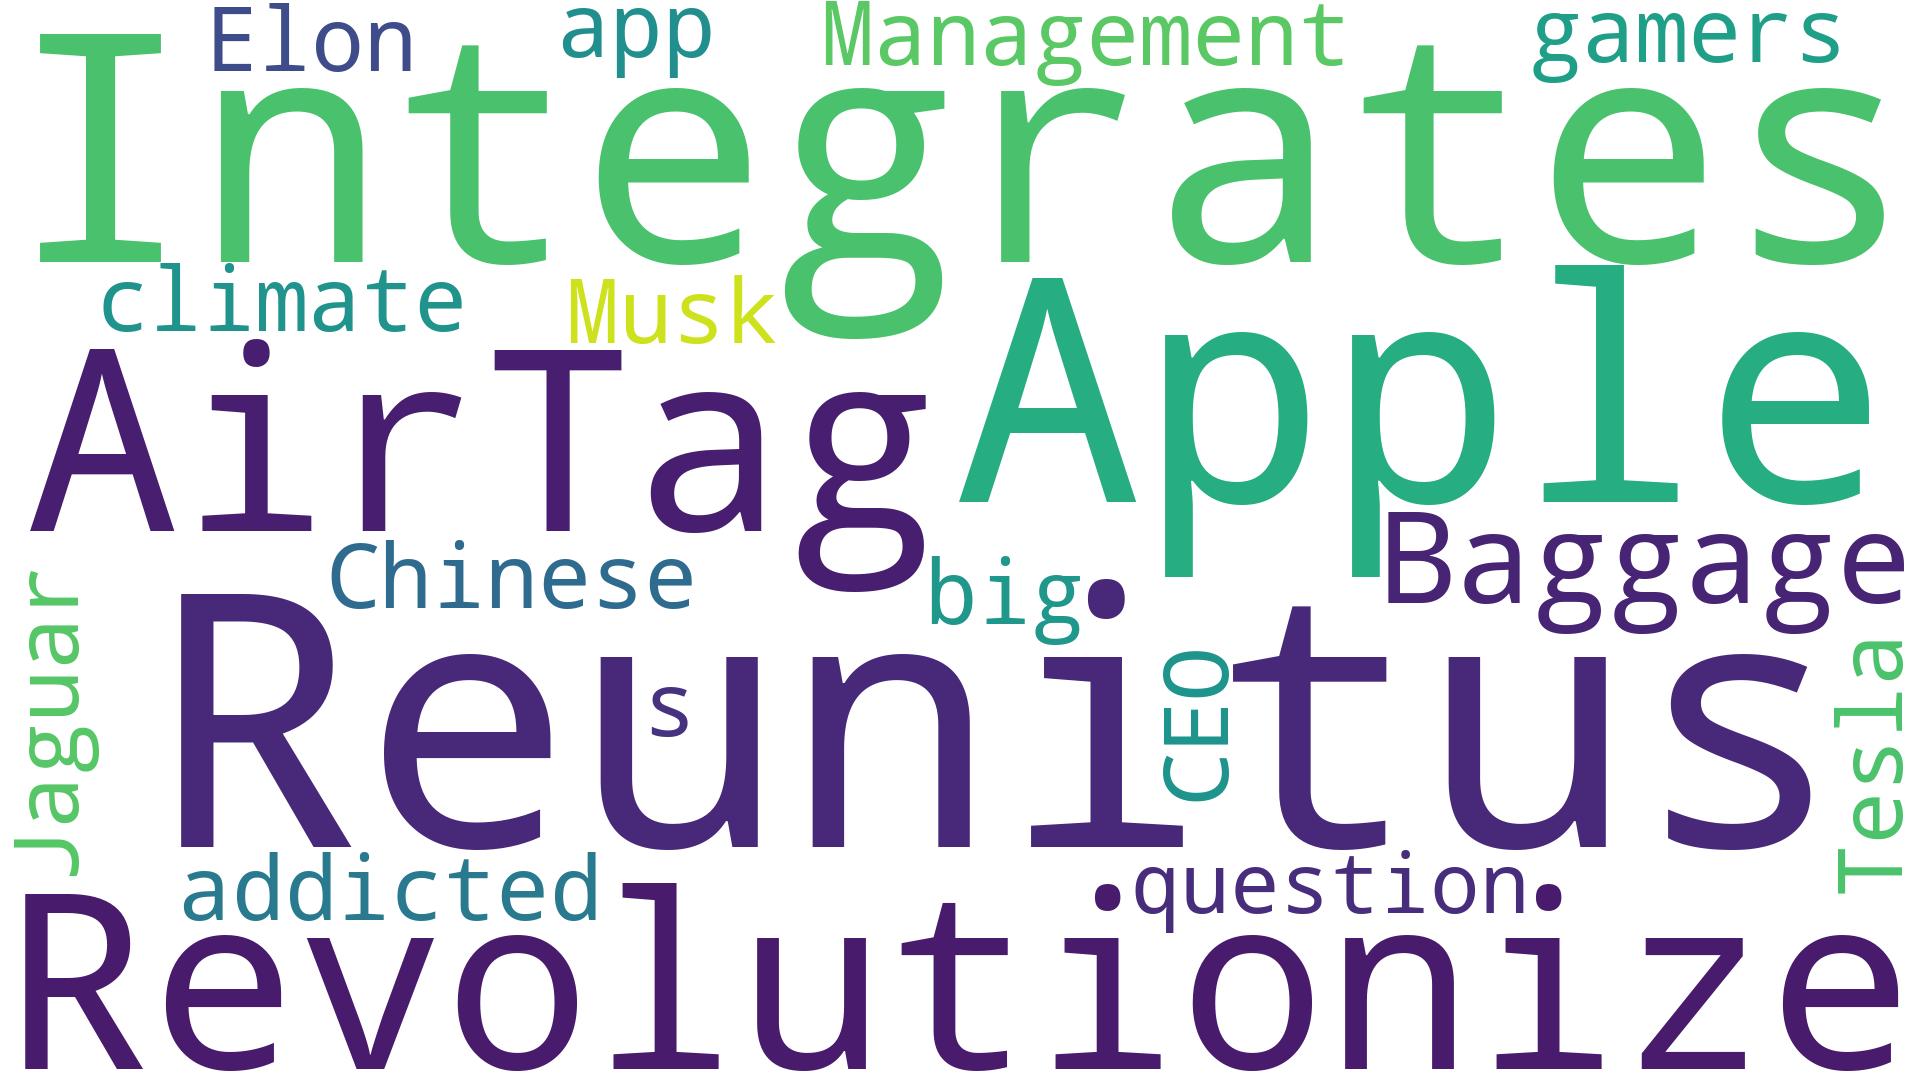 Elon
app
Management
gamers
Integrates
climate
Musk
AirTag
Apple
Chinese
big
Baggage
Jaguar
Reunitus
s
CEO
Tesla
addicted
question
Revolutionize